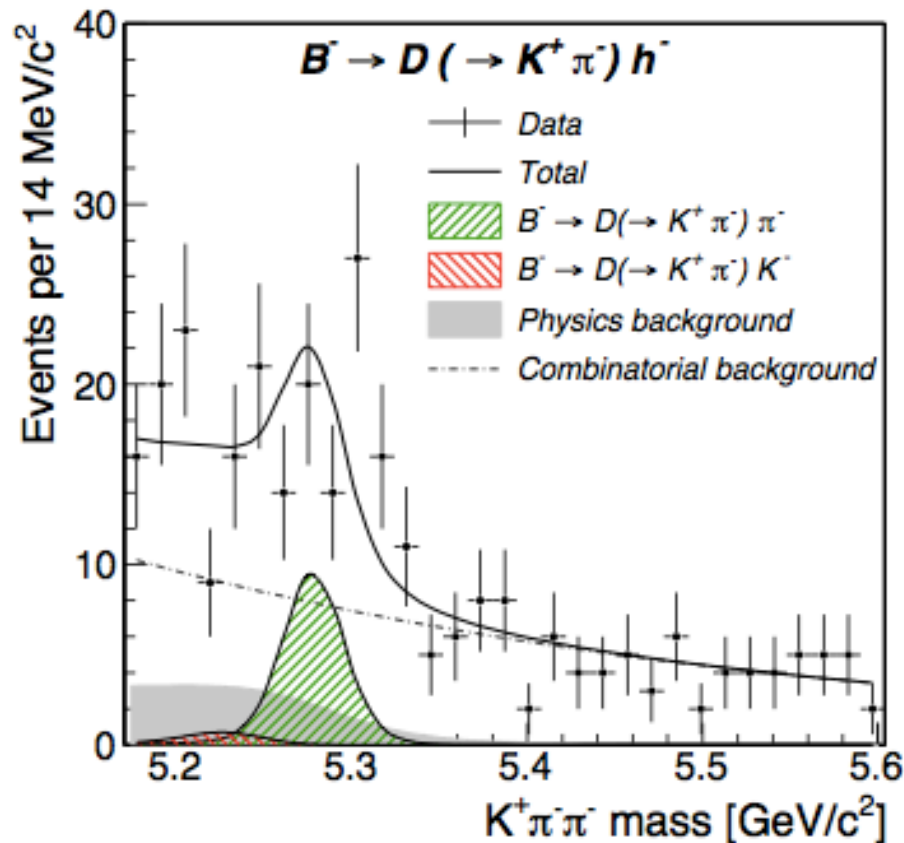 B⁻ → D ( → K⁺ π⁻) h⁻
Data
Total
B⁻ → D(→ K⁺ π⁻) π⁻
B⁻ → D(→ K⁺ π⁻) K⁻
Physics background
Combinatorial background
Events per 14 MeV/c²
40
30
20
10
0
5.2 5.3 5.4 5.5 5.6
K⁺π⁻π⁻ mass [GeV/c²]